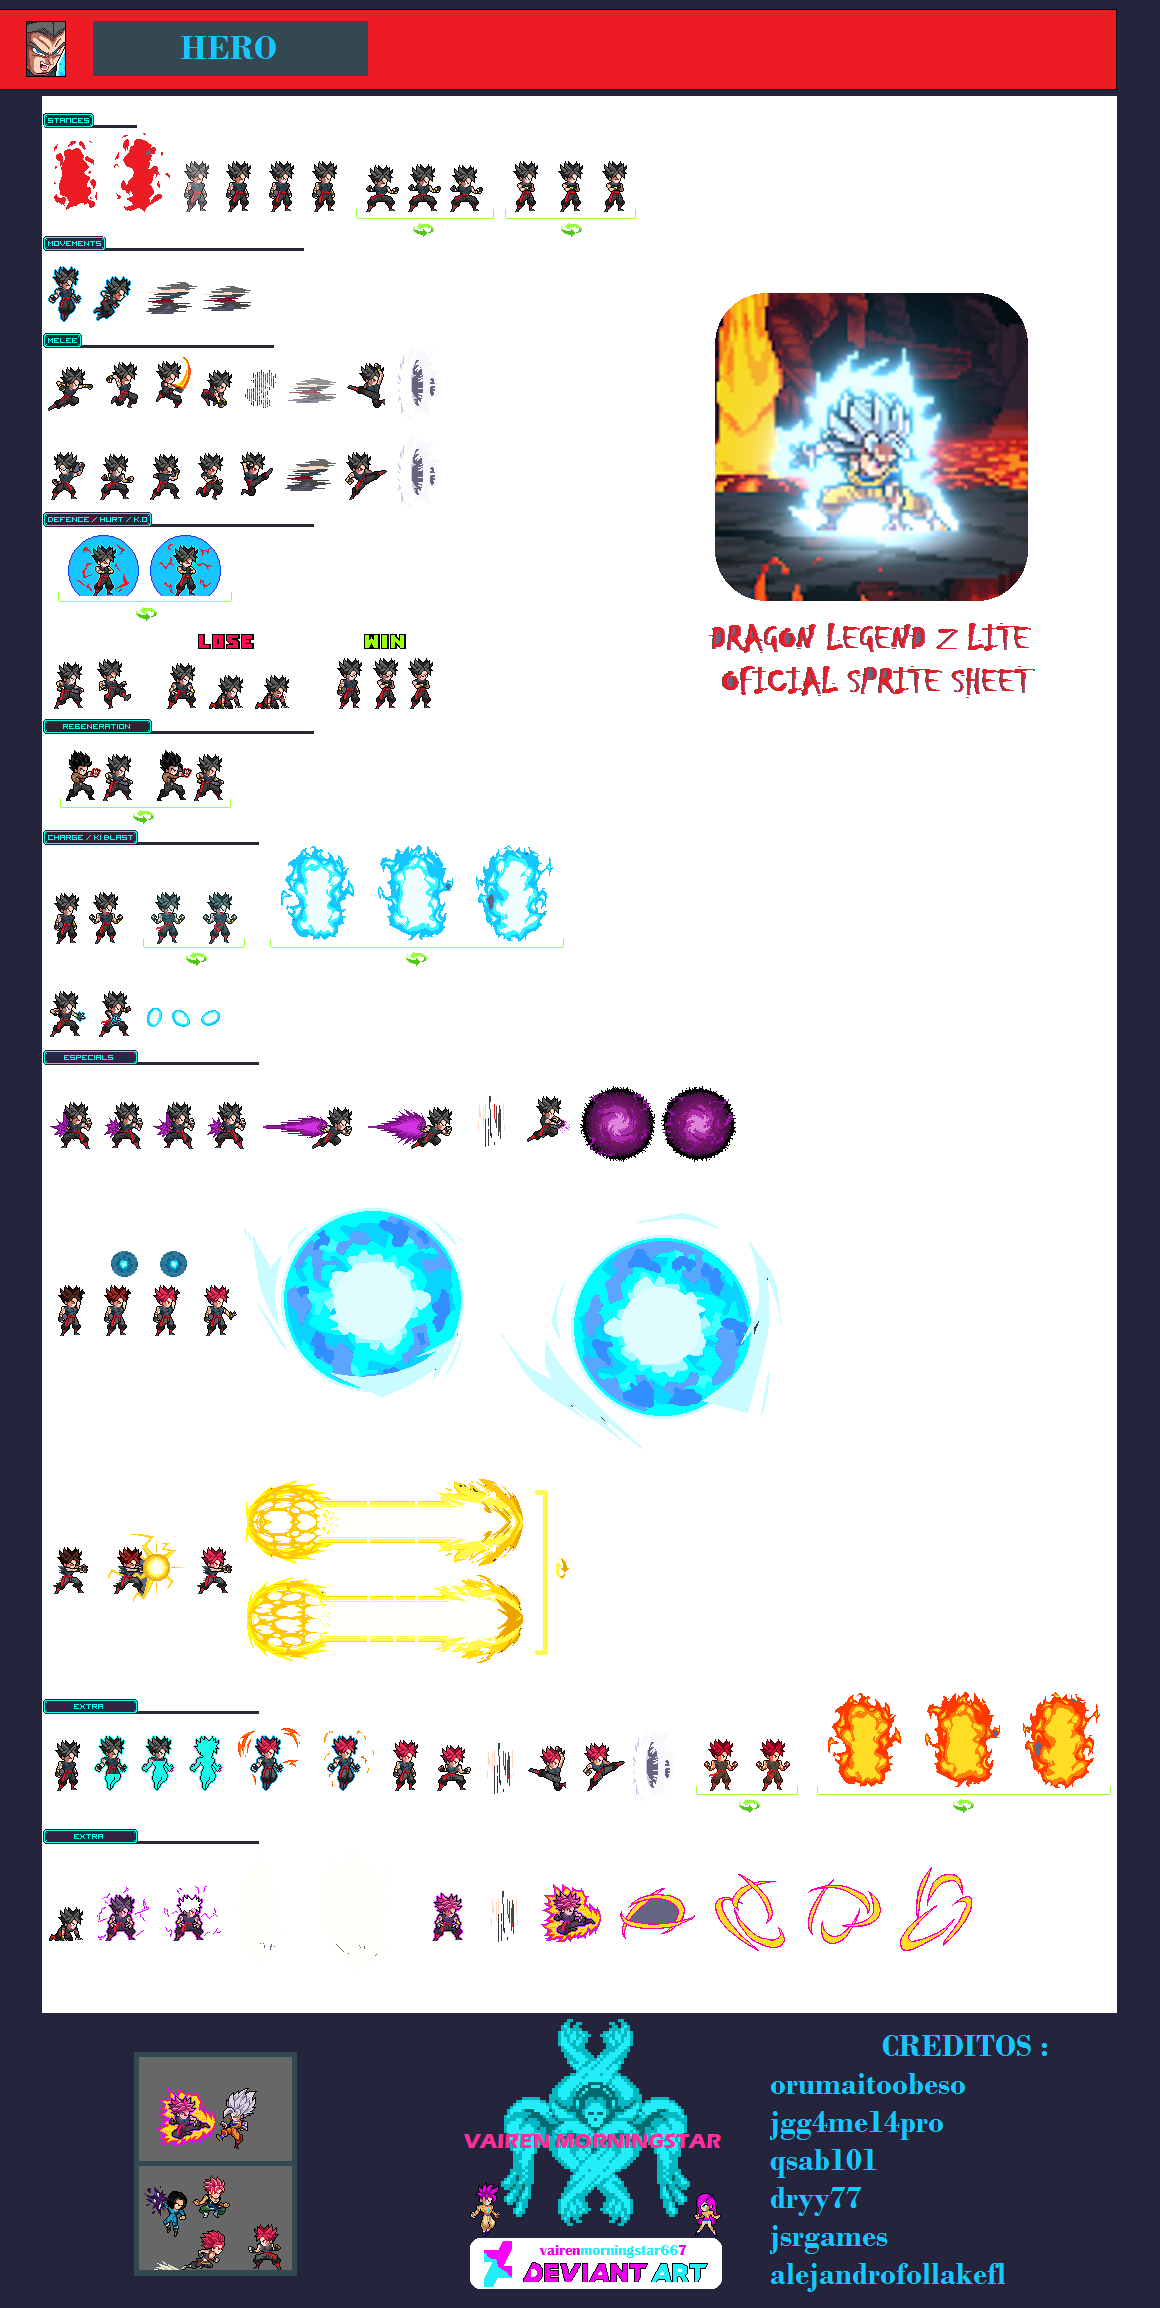 HERO
STANCES
MOVEMENTS
MELEE
DEFENCE / HURT / K.O
LOSE
WIN
DRAGON LEGEND Z LITE
OFICIAL SPRITE SHEET
REGENERATION
CHARGE / KI BLAST
ESPECIALS
EXTRA
EXTRA
VAIREN MORNINGSTAR
vairenmorningstar667
DEVIANT ART
CREDITOS :
orumaitoobeso
jgg4me14pro
qsab101
dryy77
jsrgames
alejandrofollakefl